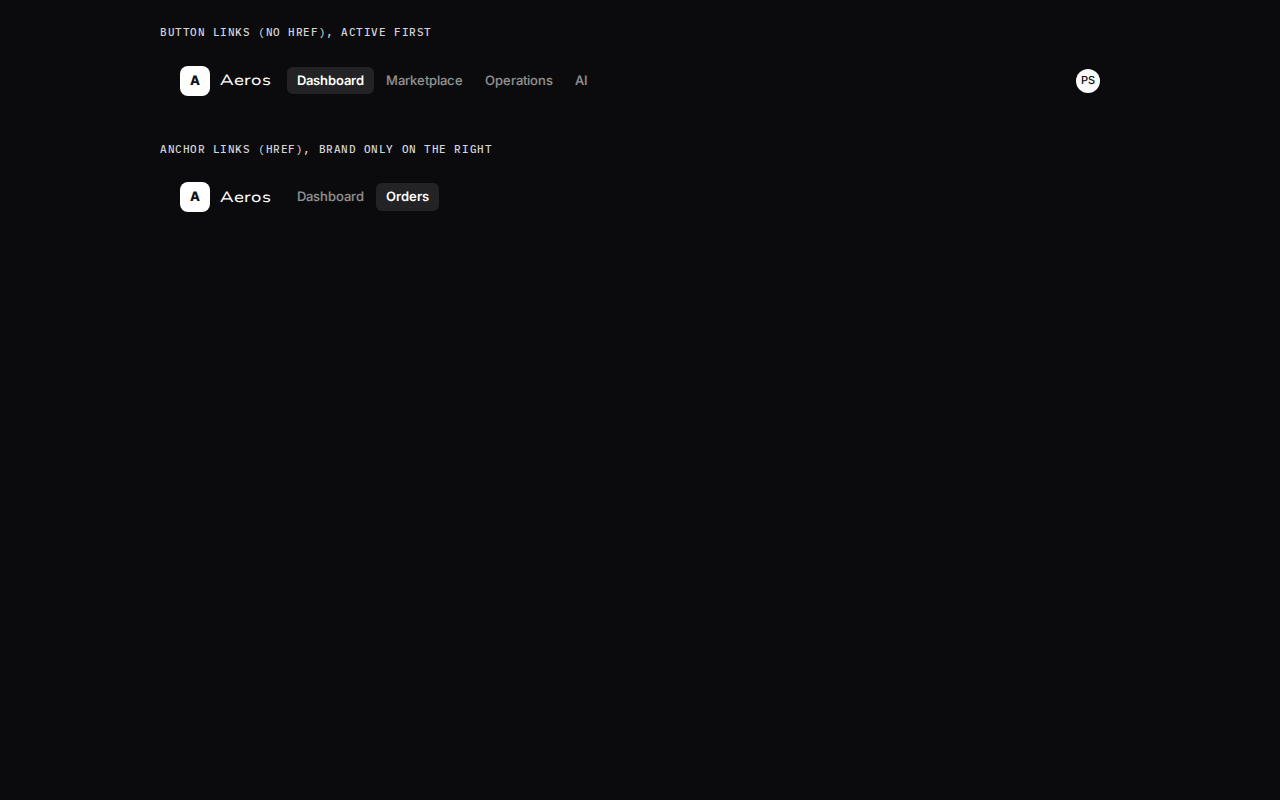 BUTTON LINKS (NO HREF), ACTIVE FIRST
A Aeros Dashboard Marketplace Operations AI PS
ANCHOR LINKS (HREF), BRAND ONLY ON THE RIGHT
A Aeros Dashboard Orders